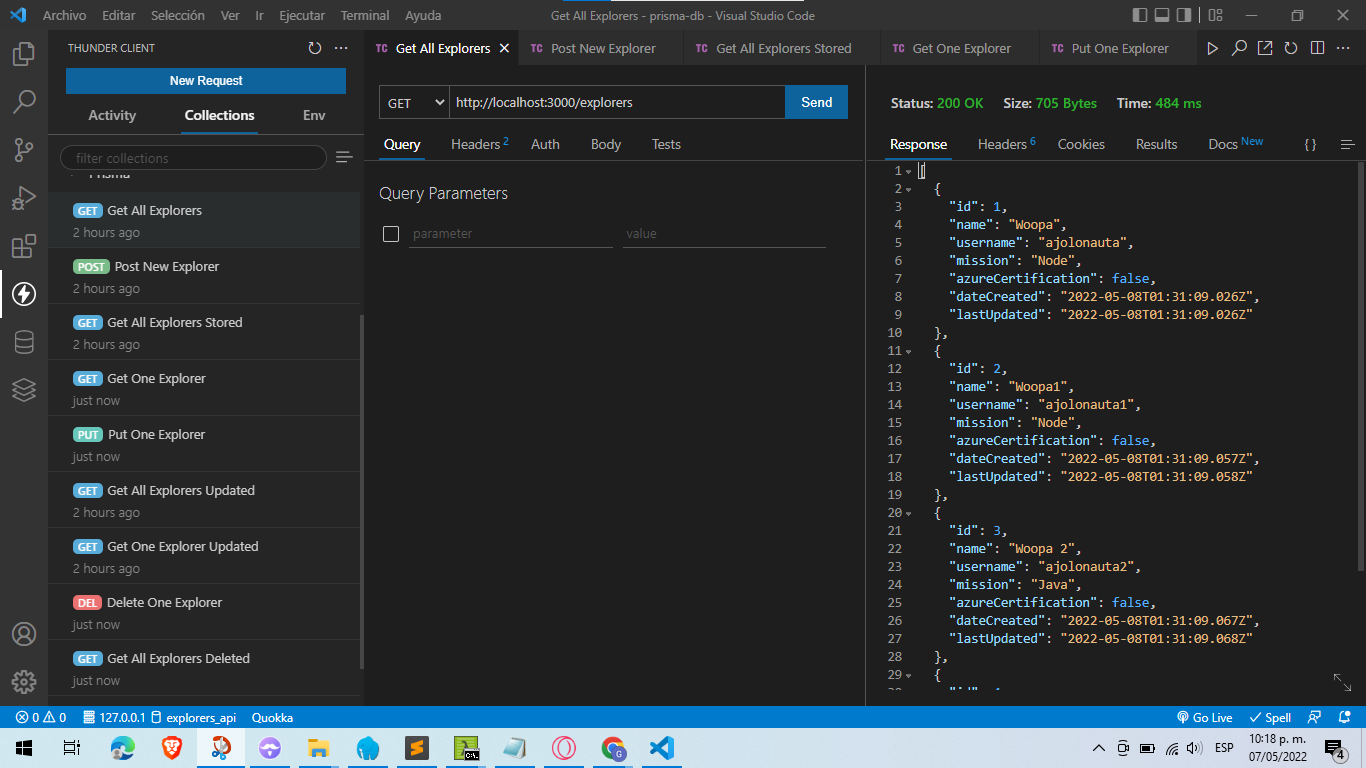 Archivo Editar Selección Ver Ir Ejecutar Terminal Ayuda
Get All Explorers - prisma-db - Visual Studio Code
THUNDER CLIENT
New Request
Activity Collections Env
filter collections
Prisma
GET Get All Explorers
2 hours ago
POST Post New Explorer
2 hours ago
GET Get All Explorers Stored
2 hours ago
GET Get One Explorer
just now
PUT Put One Explorer
just now
GET Get All Explorers Updated
2 hours ago
GET Get One Explorer Updated
2 hours ago
DEL Delete One Explorer
just now
GET Get All Explorers Deleted
just now
TC Get All Explorers
TC Post New Explorer
TC Get All Explorers Stored
TC Get One Explorer
TC Put One Explorer
GET http://localhost:3000/explorers Send
Query Headers 2 Auth Body Tests
Query Parameters
parameter value
Status: 200 OK Size: 705 Bytes Time: 484 ms
Response Headers 6 Cookies Results Docs New { }
1 [
2 {
3 "id": 1,
4 "name": "Woopa",
5 "username": "ajolonauta",
6 "mission": "Node",
7 "azureCertification": false,
8 "dateCreated": "2022-05-08T01:31:09.026Z",
9 "lastUpdated": "2022-05-08T01:31:09.026Z"
10 },
11 {
12 "id": 2,
13 "name": "Woopa1",
14 "username": "ajolonauta1",
15 "mission": "Node",
16 "azureCertification": false,
17 "dateCreated": "2022-05-08T01:31:09.057Z",
18 "lastUpdated": "2022-05-08T01:31:09.058Z"
19 },
20 {
21 "id": 3,
22 "name": "Woopa 2",
23 "username": "ajolonauta2",
24 "mission": "Java",
25 "azureCertification": false,
26 "dateCreated": "2022-05-08T01:31:09.067Z",
27 "lastUpdated": "2022-05-08T01:31:09.068Z"
28 },
29 {
0 0 127.0.0.1 explorers_api Quokka
Go Live Spell
ESP
10:18 p. m.
07/05/2022
4